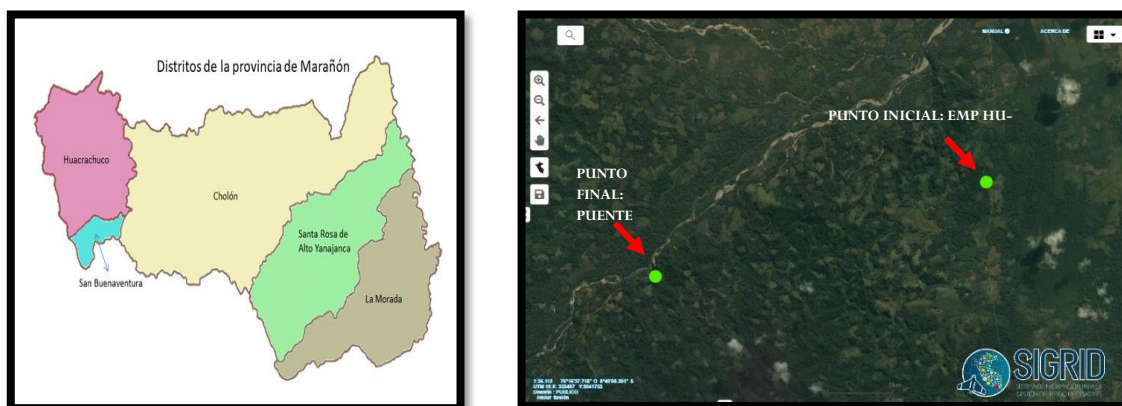 Distritos de la provincia de Marañón
Huacrachuco
Cholón
Santa Rosa de
Alto Yanajanca
San Buenaventura
La Morada
MANUAL
ACERCA DE
PUNTO INICIAL: EMP HU-
PUNTO
FINAL:
PUENTE
SIGRID